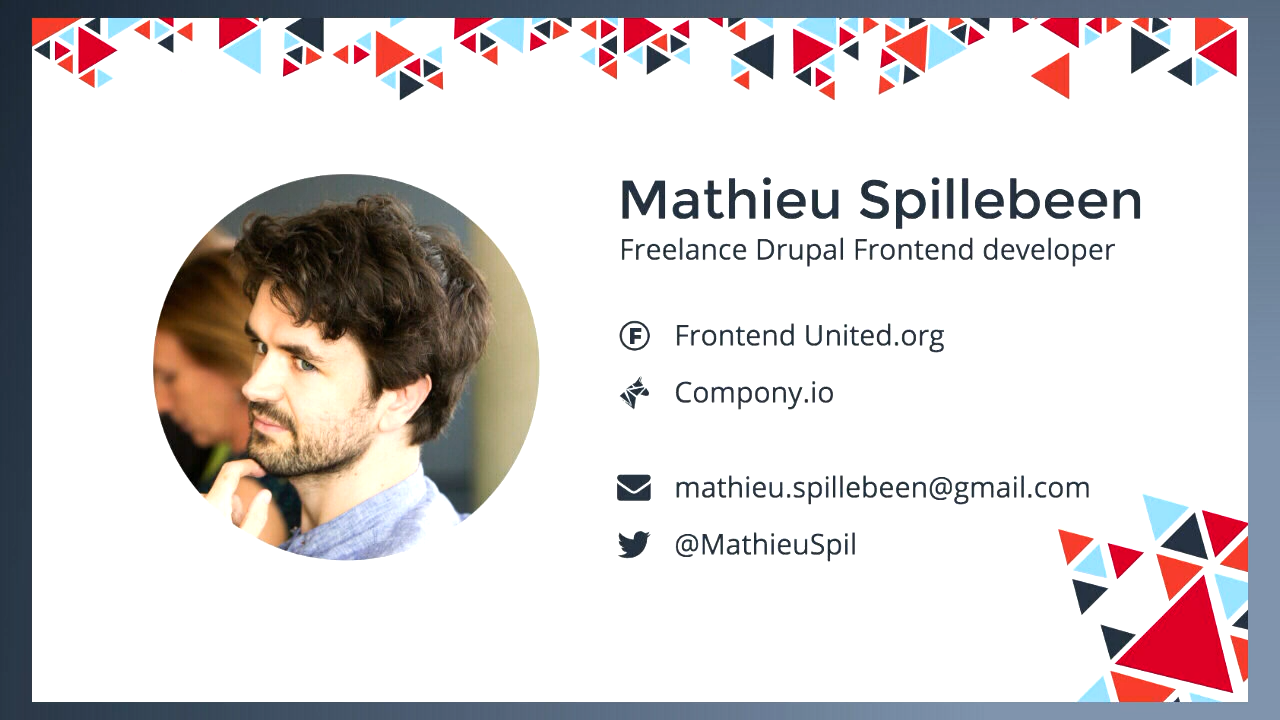 Mathieu Spillebeen
Freelance Drupal Frontend developer
F
Frontend United.org
Compony.io
mathieu.spillebeen@gmail.com
@MathieuSpil